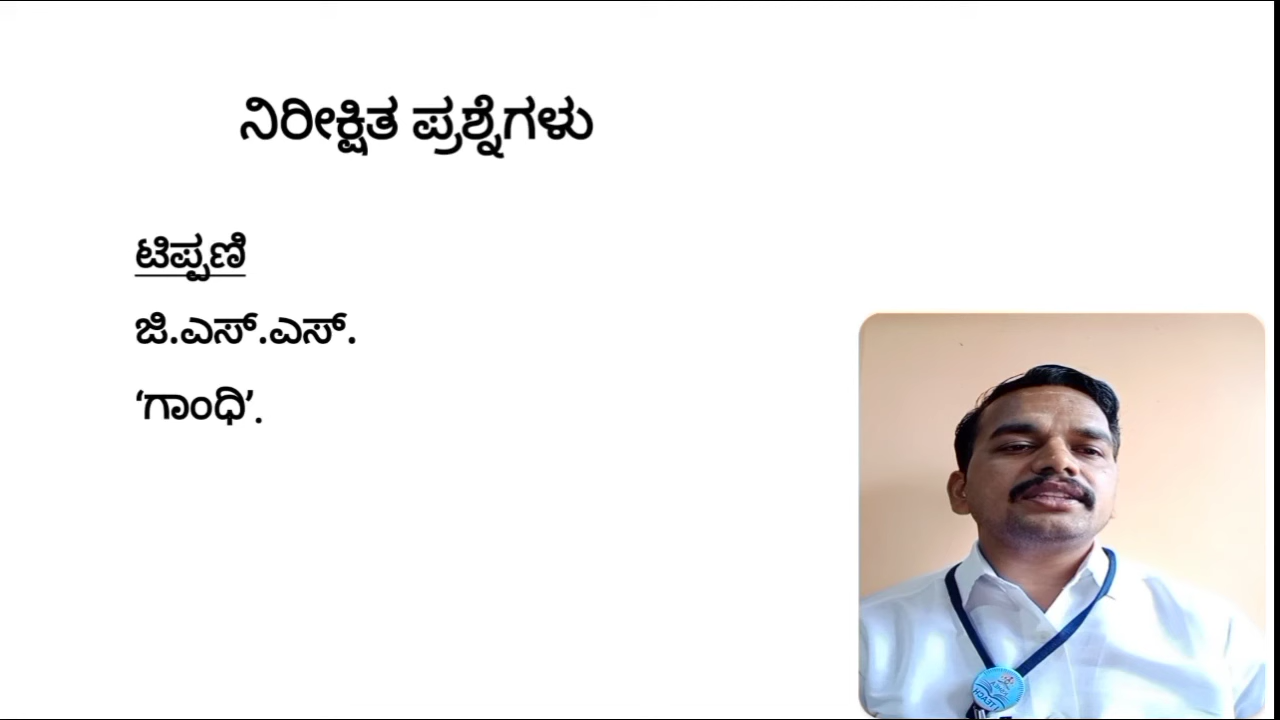 ನಿರೀಕ್ಷಿತ ಪ್ರಶ್ನೆಗಳು
ಟಿಪ್ಪಣಿ
ಜಿ.ಎಸ್.ಎಸ್.
‘ಗಾಂಧಿ’.